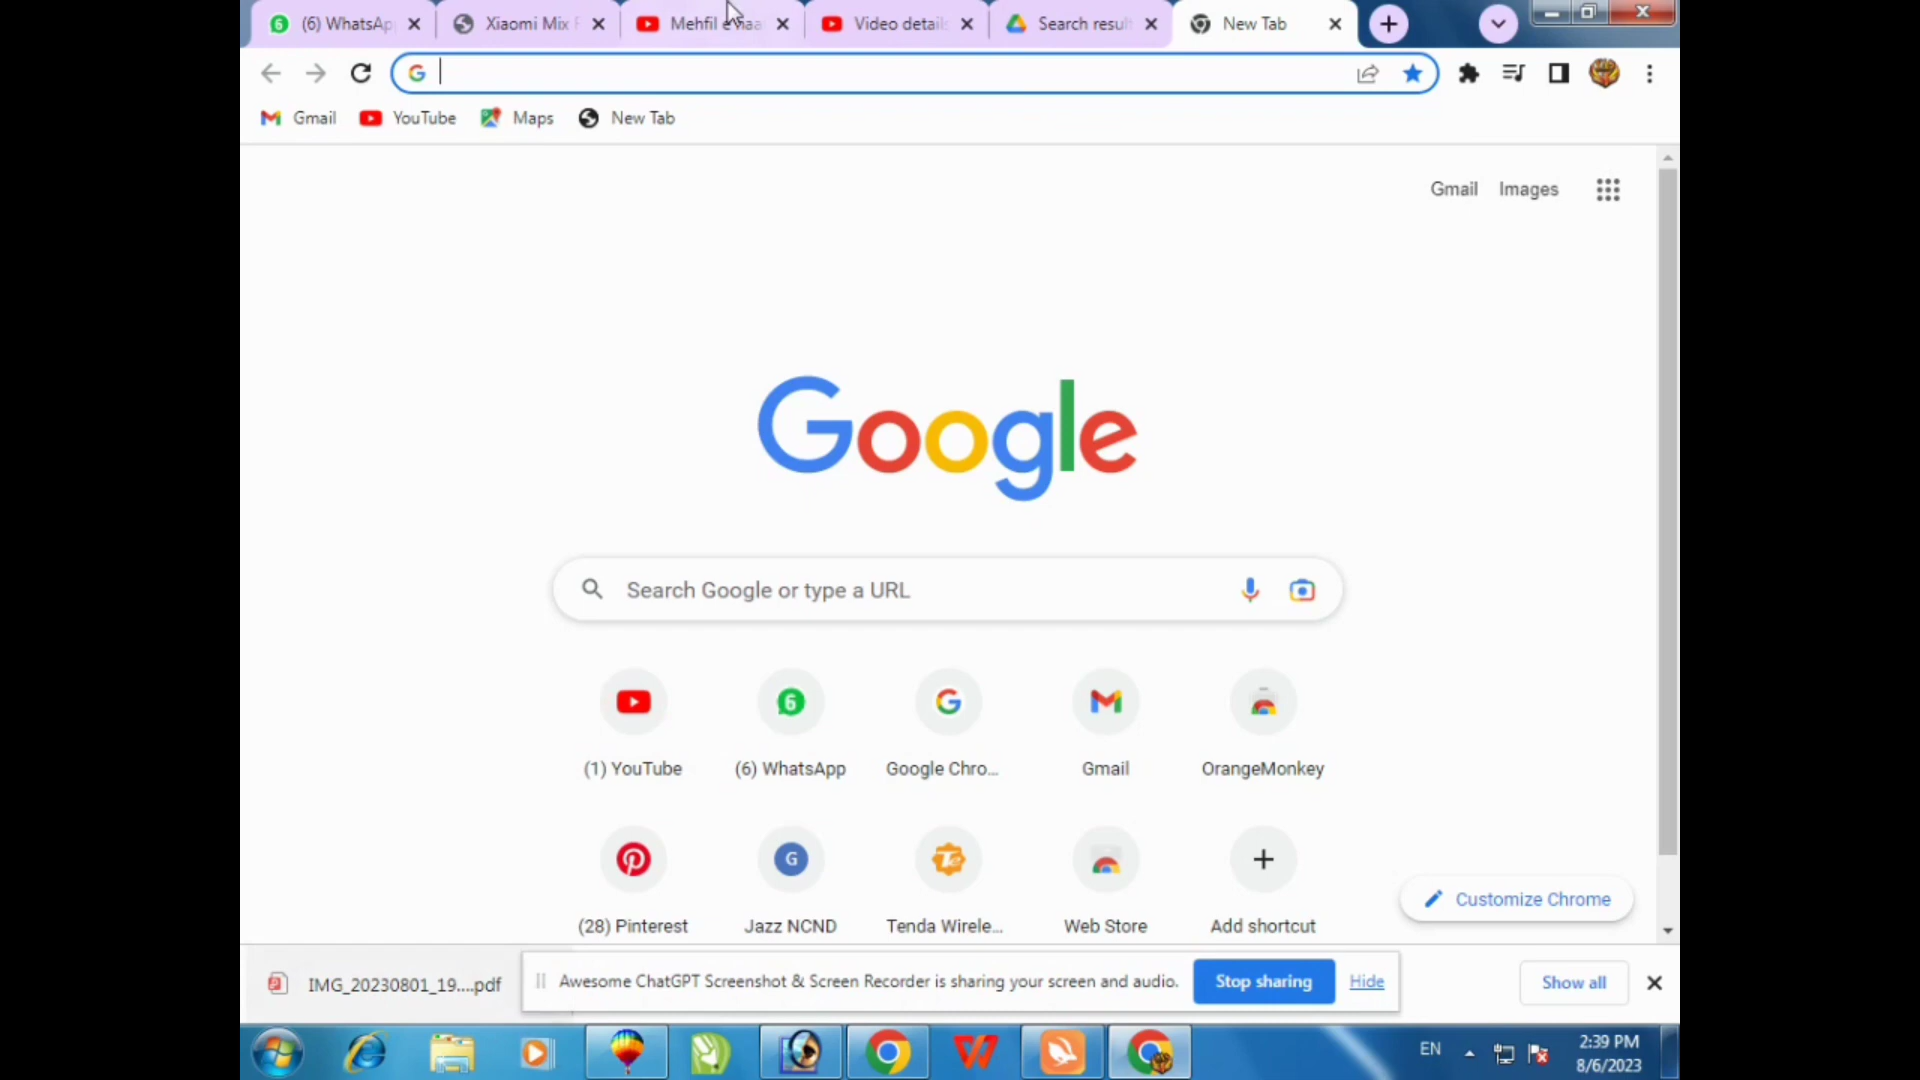 (6) WhatsAp
Xiaomi Mix F
Mehfil e naa
Video details
Search result
New Tab
Gmail
YouTube
Maps
New Tab
Gmail
Images
Google
Search Google or type a URL
(1) YouTube
(6) WhatsApp
Google Chro...
Gmail
OrangeMonkey
(28) Pinterest
Jazz NCND
Tenda Wirele...
Web Store
Add shortcut
Customize Chrome
IMG_20230801_19....pdf
Awesome ChatGPT Screenshot & Screen Recorder is sharing your screen and audio.
Stop sharing
Hide
Show all
EN
2:39 PM
8/6/2023